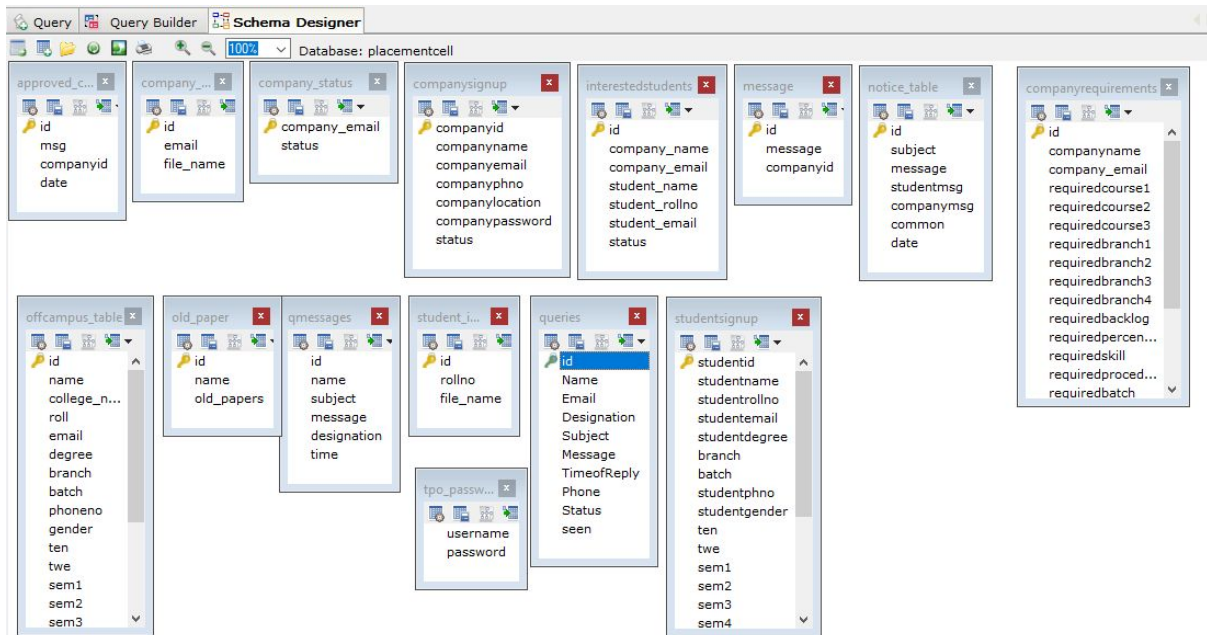 Query Query Builder Schema Designer
100% Database: placementcell
approved_c...
id
msg
companyid
date
company_...
id
email
file_name
company_status
company_email
status
companysignup
companyid
companyname
companyemail
companyphno
companylocation
companypassword
status
interestedstudents
id
company_name
company_email
student_name
student_rollno
student_email
status
message
id
message
companyid
notice_table
id
subject
message
studentmsg
companymsg
common
date
companyrequirements
id
companyname
company_email
requiredcourse1
requiredcourse2
requiredcourse3
requiredbranch1
requiredbranch2
requiredbranch3
requiredbranch4
requiredbacklog
requiredpercen...
requiredskill
requiredproced...
requiredbatch
offcampus_table
id
name
college_n...
roll
email
degree
branch
batch
phoneno
gender
ten
twe
sem1
sem2
sem3
old_paper
id
name
old_papers
qmessages
id
name
subject
message
designation
time
student_i...
id
rollno
file_name
tpo_passw...
username
password
queries
id
Name
Email
Designation
Subject
Message
TimeofReply
Phone
Status
seen
studentsignup
studentid
studentname
studentrollno
studentemail
studentdegree
branch
batch
studentphno
studentgender
ten
twe
sem1
sem2
sem3
sem4